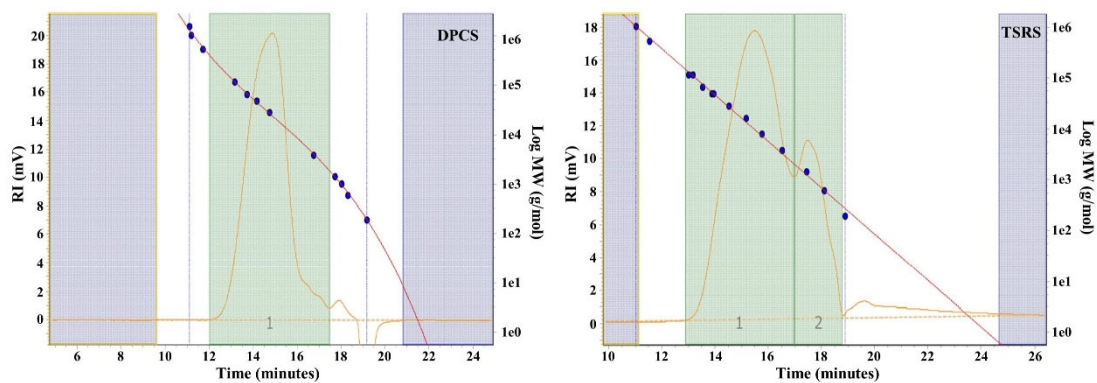 DPCS
RI (mV)
20
18
16
14
12
10
8
6
4
2
0
1e6
1e5
1e4
1e3
1e2
1e1
1e0
Log MW (g/mol)
1
6 8 10 12 14 16 18 20 22 24
Time (minutes)
TSRS
RI (mV)
18
16
14
12
10
8
6
4
2
0
1e6
1e5
1e4
1e3
1e2
1e1
1e0
Log MW (g/mol)
1 2
10 12 14 16 18 20 22 24 26
Time (minutes)